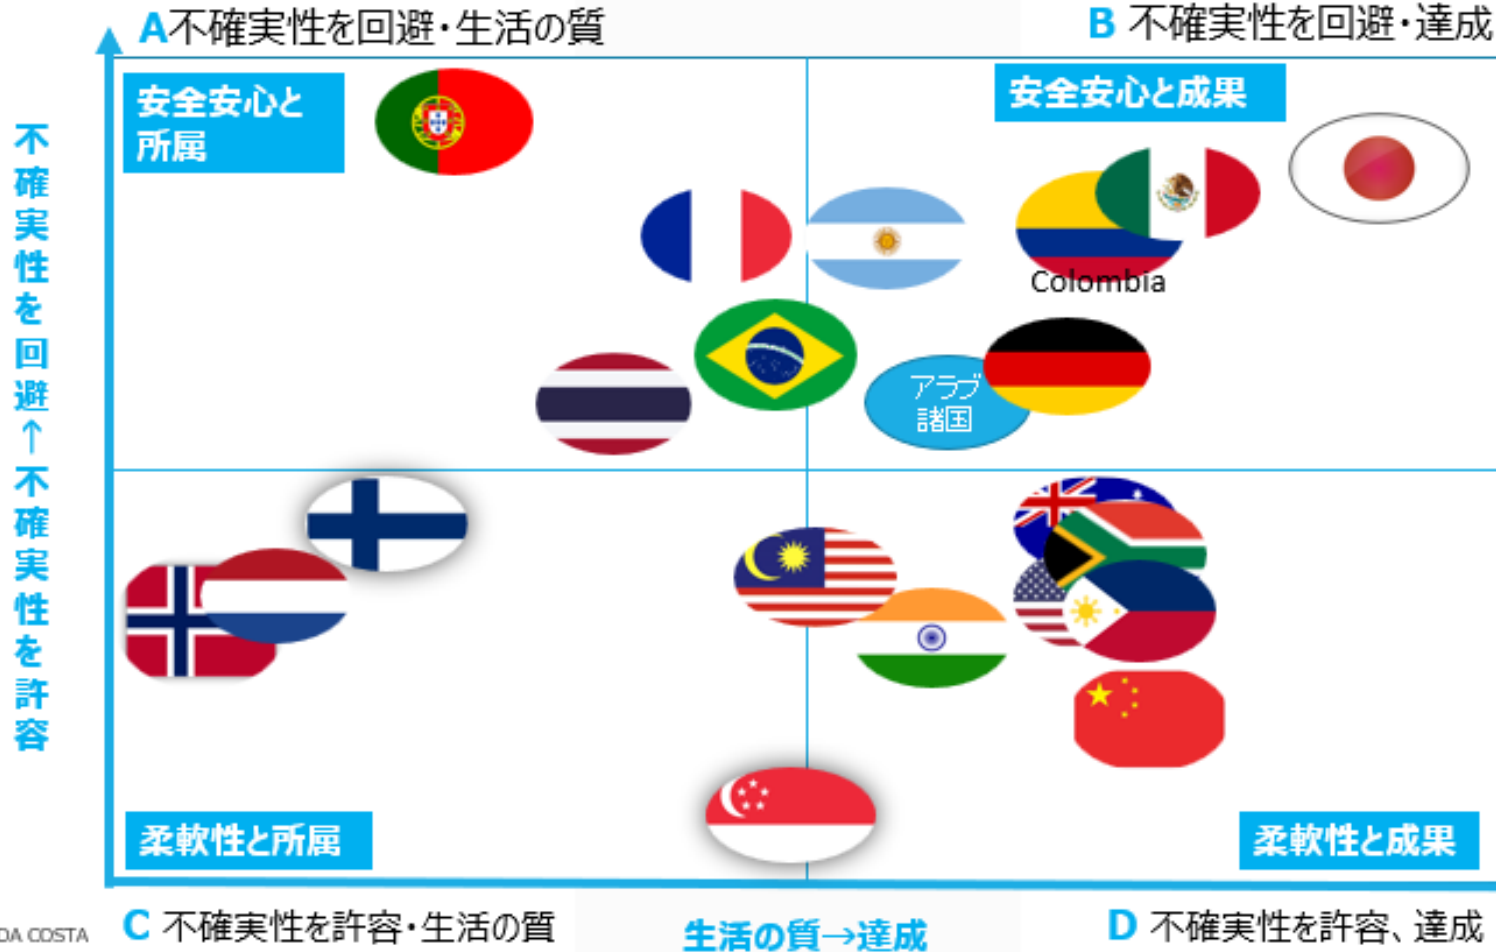 A不確実性を回避・生活の質
B 不確実性を回避・達成
安全安心と
所属
安全安心と成果
不確実性を回避↑不確実性を許容
Colombia
アラブ
諸国
柔軟性と所属
柔軟性と成果
DA COSTA
C 不確実性を許容・生活の質
生活の質→達成
D 不確実性を許容、達成